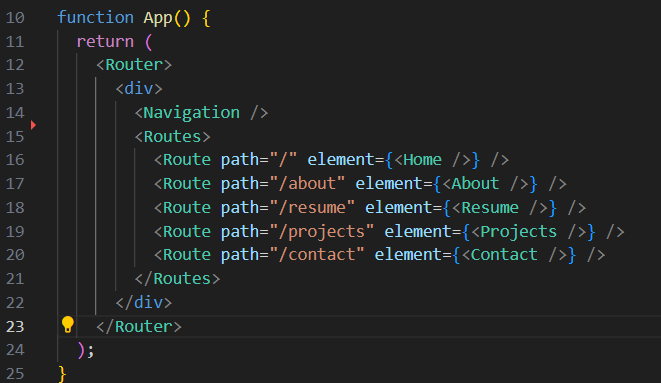 10 function App() {
11   return (
12     <Router>
13       <div>
14         <Navigation />
15         <Routes>
16           <Route path="/" element={<Home />} />
17           <Route path="/about" element={<About />} />
18           <Route path="/resume" element={<Resume />} />
19           <Route path="/projects" element={<Projects />} />
20           <Route path="/contact" element={<Contact />} />
21         </Routes>
22       </div>
23     </Router>
24   );
25 }